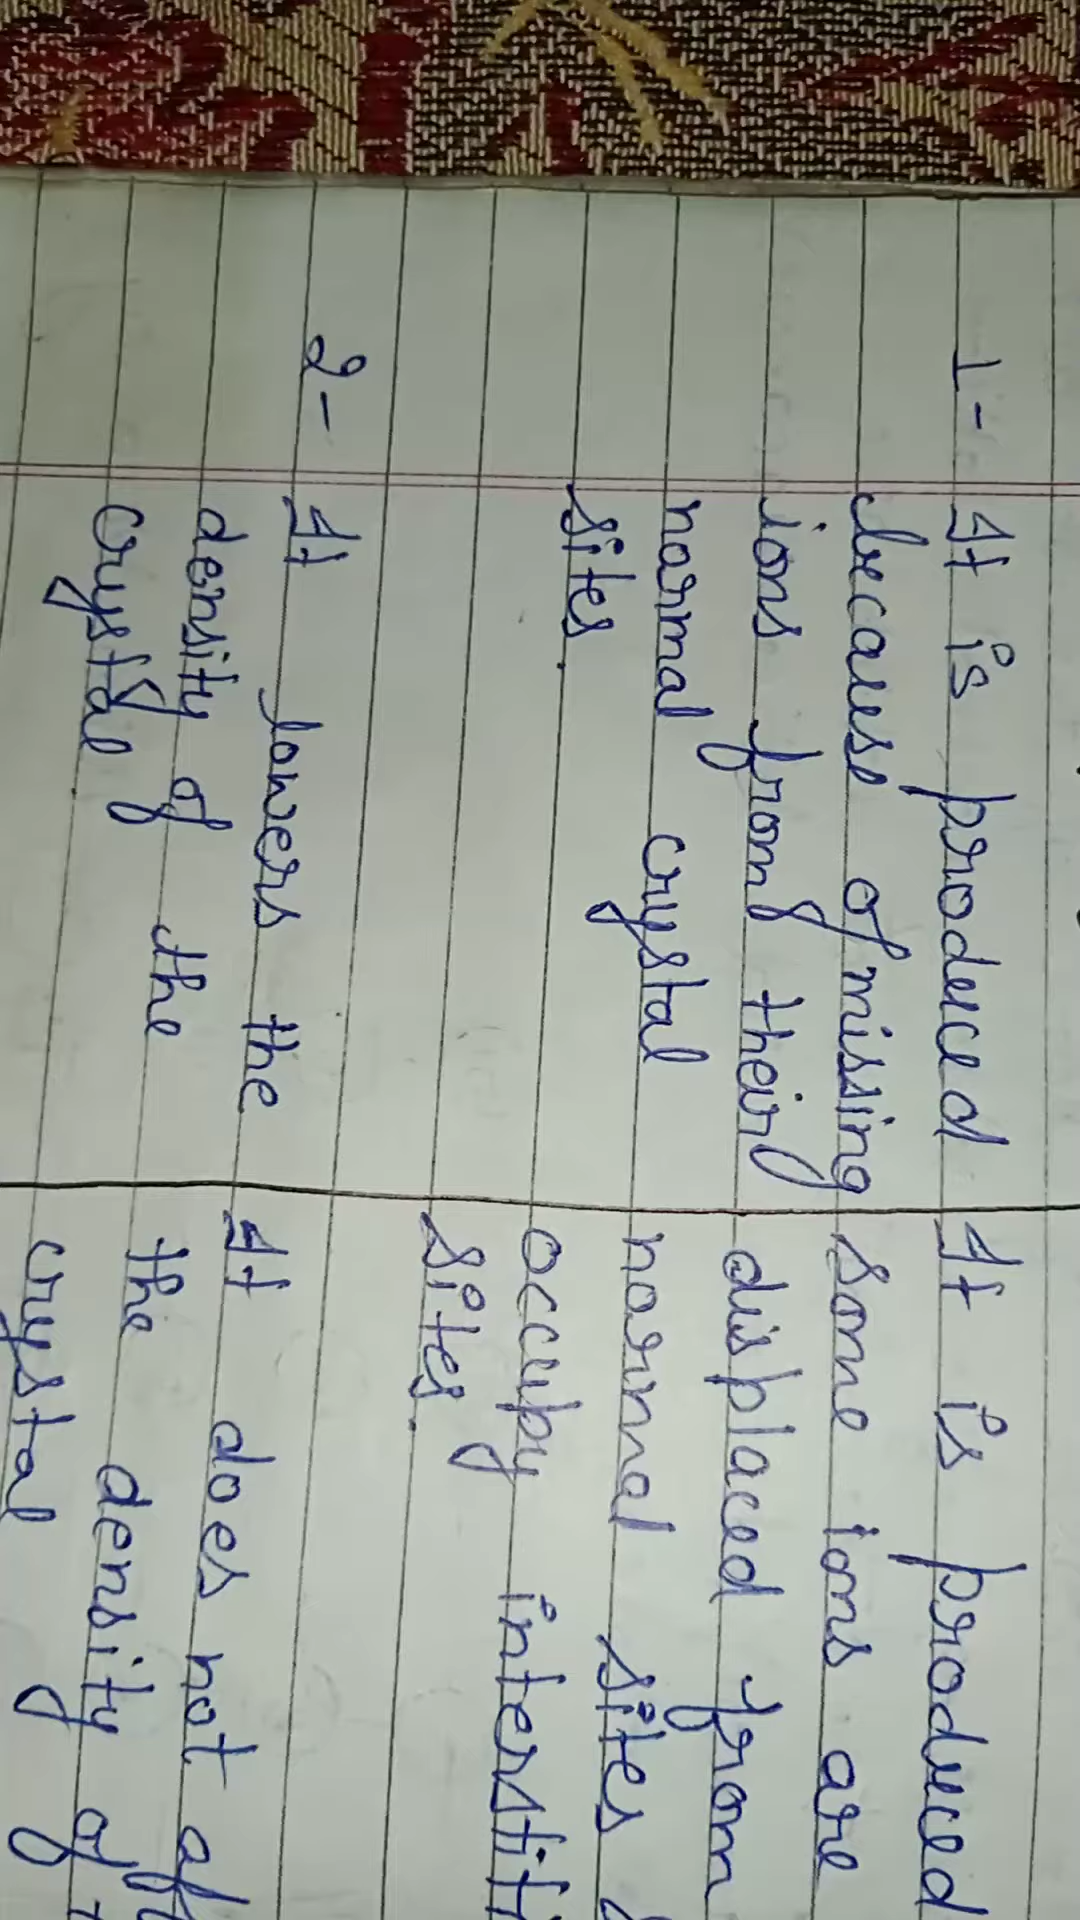 1- It is produced
because of missing
ions from their
normal crystal
sites.
2- It lowers the
density of the
crystal
It is produced
some ions are
displaced from
normal sites
occupy
sites.
It does not
the density of
crystal